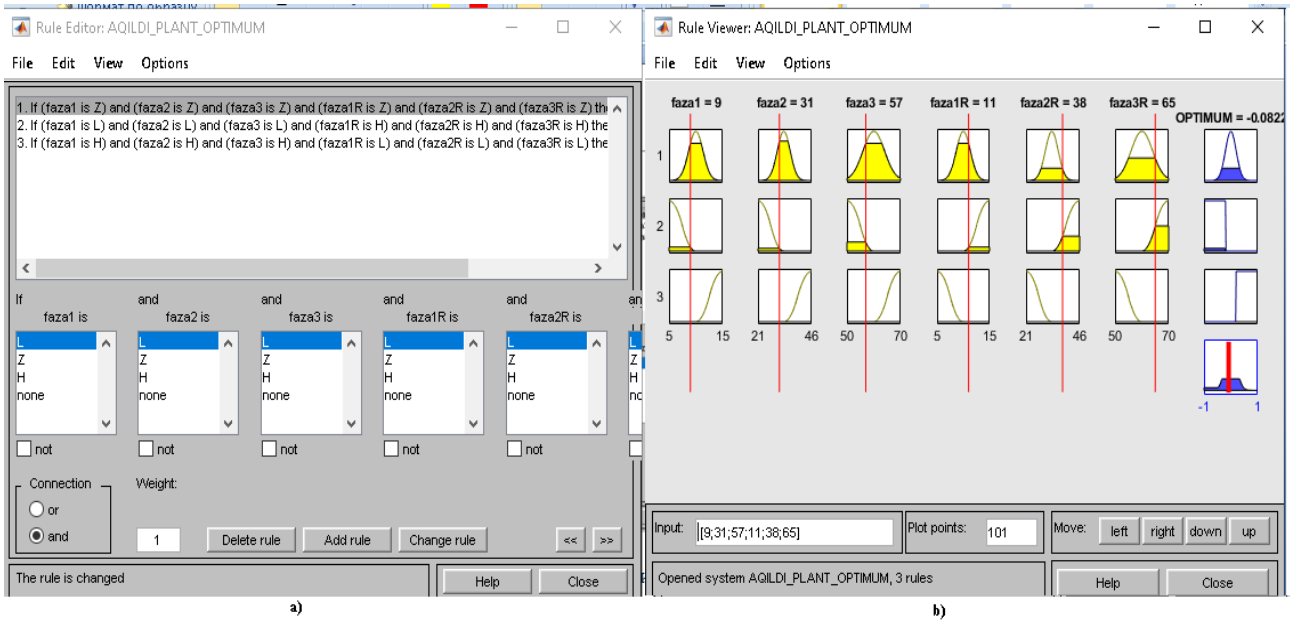 Формат по образцу
Rule Editor: AQILDI_PLANT_OPTIMUM
File Edit View Options
1. If (faza1 is Z) and (faza2 is Z) and (faza3 is Z) and (faza1R is Z) and (faza2R is Z) and (faza3R is Z) the
2. If (faza1 is L) and (faza2 is L) and (faza3 is L) and (faza1R is H) and (faza2R is H) and (faza3R is H) the
3. If (faza1 is H) and (faza2 is H) and (faza3 is H) and (faza1R is L) and (faza2R is L) and (faza3R is L) the
If and and and and an
faza1 is faza2 is faza3 is faza1R is faza2R is
L L L L L L
Z Z Z Z Z Z
H H H H H H
none none none none none no
not not not not not
Connection Weight:
or
and 1 Delete rule Add rule Change rule << >>
The rule is changed Help Close
a)
Rule Viewer: AQILDI_PLANT_OPTIMUM
File Edit View Options
faza1 = 9 faza2 = 31 faza3 = 57 faza1R = 11 faza2R = 38 faza3R = 65
OPTIMUM = -0.0822
1
2
3
5 15 21 46 50 70 5 15 21 46 50 70
-1 1
Input: [9;31;57;11;38;65] Plot points: 101 Move: left right down up
Opened system AQILDI_PLANT_OPTIMUM, 3 rules Help Close
b)